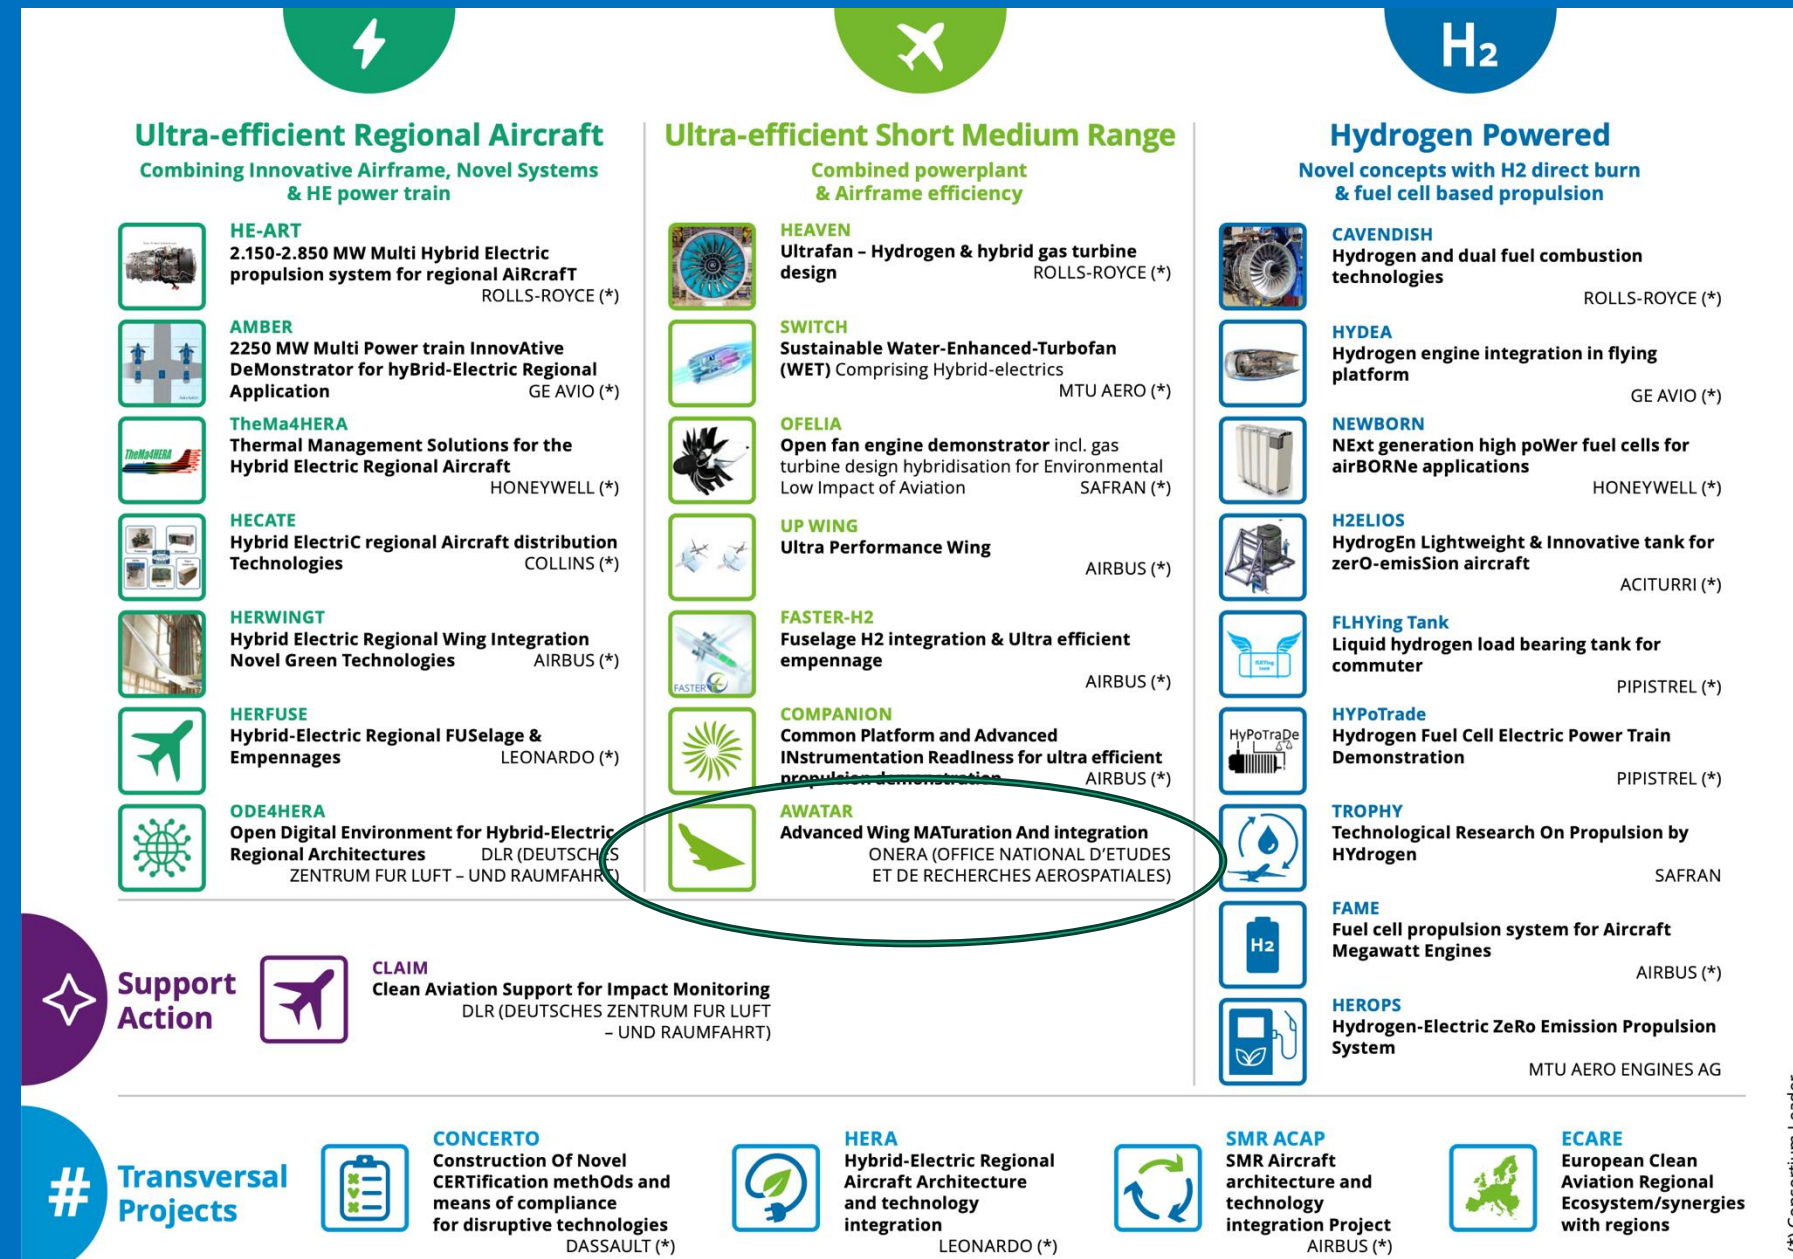 H2
Ultra-efficient Regional Aircraft
Combining Innovative Airframe, Novel Systems
& HE power train
HE-ART
2.150-2.850 MW Multi Hybrid Electric
propulsion system for regional AiRcrafT
ROLLS-ROYCE (*)
AMBER
2250 MW Multi Power train InnovAtive
DeMonstrator for hyBrid-Electric Regional
Application GE AVIO (*)
TheMa4HERA
TheMa4HERA
Thermal Management Solutions for the
Hybrid Electric Regional Aircraft
HONEYWELL (*)
HECATE
Hybrid ElectriC regional Aircraft distribution
Technologies COLLINS (*)
HERWINGT
Hybrid Electric Regional Wing Integration
Novel Green Technologies AIRBUS (*)
HERFUSE
Hybrid-Electric Regional FUSelage &
Empennages LEONARDO (*)
ODE4HERA
Open Digital Environment for Hybrid-Electric
Regional Architectures DLR (DEUTSCHES
ZENTRUM FUR LUFT – UND RAUMFAHRT)
Ultra-efficient Short Medium Range
Combined powerplant
& Airframe efficiency
HEAVEN
Ultrafan – Hydrogen & hybrid gas turbine
design ROLLS-ROYCE (*)
SWITCH
Sustainable Water-Enhanced-Turbofan
(WET) Comprising Hybrid-electrics
MTU AERO (*)
OFELIA
Open fan engine demonstrator incl. gas
turbine design hybridisation for Environmental
Low Impact of Aviation SAFRAN (*)
UP WING
Ultra Performance Wing
AIRBUS (*)
FASTER
FASTER-H2
Fuselage H2 integration & Ultra efficient
empennage
AIRBUS (*)
COMPANION
Common Platform and Advanced
INstrumentation ReadIness for ultra efficient
propulsion demonstration AIRBUS (*)
AWATAR
Advanced Wing MATuration And integration
ONERA (OFFICE NATIONAL D'ETUDES
ET DE RECHERCHES AEROSPATIALES)
Hydrogen Powered
Novel concepts with H2 direct burn
& fuel cell based propulsion
CAVENDISH
Hydrogen and dual fuel combustion
technologies
ROLLS-ROYCE (*)
HYDEA
Hydrogen engine integration in flying
platform
GE AVIO (*)
NEWBORN
NExt generation high poWer fuel cells for
airBORNe applications
HONEYWELL (*)
H2ELIOS
HydrogEn Lightweight & Innovative tank for
zerO-emisSion aircraft
ACITURRI (*)
FLHYing Tank
Liquid hydrogen load bearing tank for
commuter
PIPISTREL (*)
HyPoTraDe
HYPoTrade
Hydrogen Fuel Cell Electric Power Train
Demonstration
PIPISTREL (*)
TROPHY
Technological Research On Propulsion by
HYdrogen
SAFRAN
H2
FAME
Fuel cell propulsion system for Aircraft
Megawatt Engines
AIRBUS (*)
HEROPS
Hydrogen-Electric ZeRo Emission Propulsion
System
MTU AERO ENGINES AG
Support
Action
CLAIM
Clean Aviation Support for Impact Monitoring
DLR (DEUTSCHES ZENTRUM FUR LUFT
– UND RAUMFAHRT)
#
Transversal
Projects
CONCERTO
Construction Of Novel
CERTification methOds and
means of compliance
for disruptive technologies
DASSAULT (*)
HERA
Hybrid-Electric Regional
Aircraft Architecture
and technology
integration
LEONARDO (*)
SMR ACAP
SMR Aircraft
architecture and
technology
integration Project
AIRBUS (*)
ECARE
European Clean
Aviation Regional
Ecosystem/synergies
with regions
(*) Consortium Leader